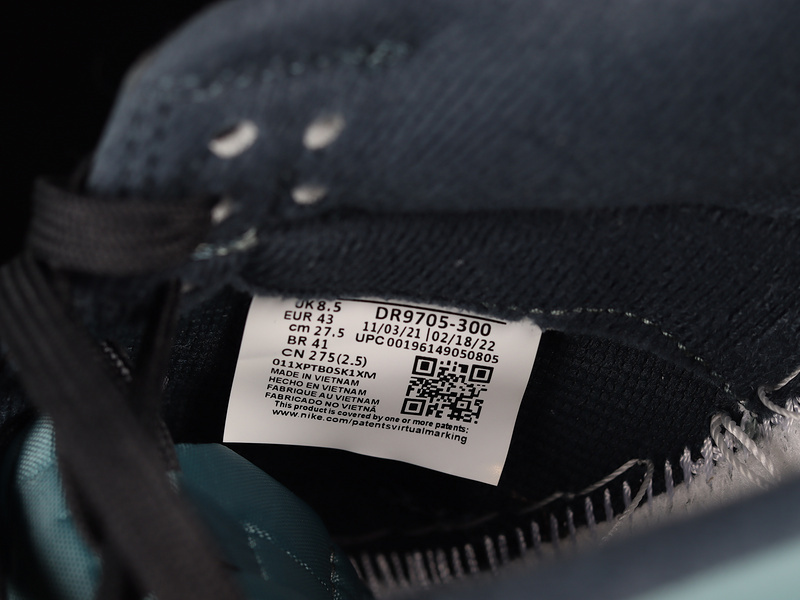 UK 8.5
EUR 43
cm 27.5
BR 41
CN 275(2.5)
DR9705-300
11/03/21|02/18/22
UPC00196149050805
011XPTB0SK1XM
MADE IN VIETNAM
HECHO EN VIETNAM
FABRIQUE AU VIETNAM
FABRICADO NO VIETNÃ
This product is covered by one or more patents:
www.nike.com/patentsvirtualmarking